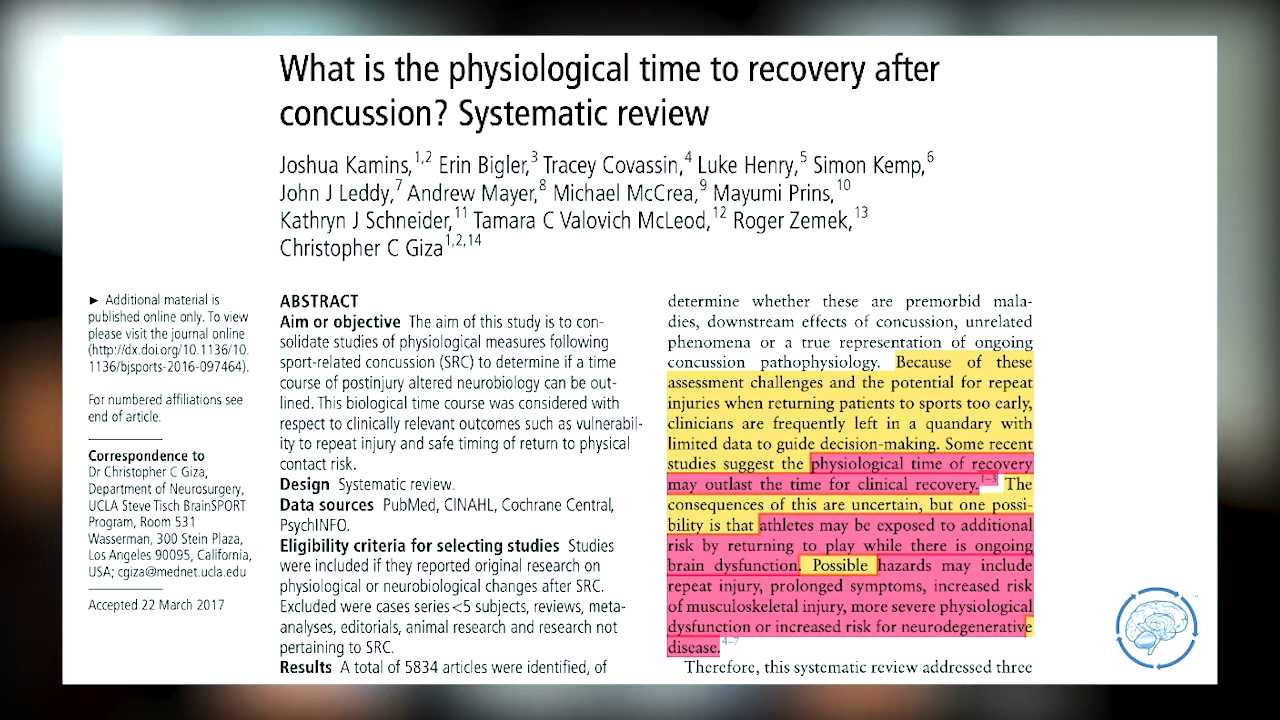 What is the physiological time to recovery after
concussion? Systematic review
Joshua Kamins,1,2 Erin Bigler,3 Tracey Covassin,4 Luke Henry,5 Simon Kemp,6
John J Leddy,7 Andrew Mayer,8 Michael McCrea,9 Mayumi Prins,10
Kathryn J Schneider,11 Tamara C Valovich McLeod,12 Roger Zemek,13
Christopher C Giza1,2,14
► Additional material is
published online only. To view
please visit the journal online
(http://dx.doi.org/10.1136/10.
1136/bjsports-2016-097464).
For numbered affiliations see
end of article.
Correspondence to
Dr Christopher C Giza,
Department of Neurosurgery,
UCLA Steve Tisch BrainSPORT
Program, Room 531
Wasserman, 300 Stein Plaza,
Los Angeles 90095, California,
USA; cgiza@mednet.ucla.edu
Accepted 22 March 2017
ABSTRACT
Aim or objective The aim of this study is to con-
solidate studies of physiological measures following
sport-related concussion (SRC) to determine if a time
course of postinjury altered neurobiology can be out-
lined. This biological time course was considered with
respect to clinically relevant outcomes such as vulnerabil-
ity to repeat injury and safe timing of return to physical
contact risk.
Design Systematic review.
Data sources PubMed, CINAHL, Cochrane Central,
PsychINFO.
Eligibility criteria for selecting studies Studies
were included if they reported original research on
physiological or neurobiological changes after SRC.
Excluded were cases series<5 subjects, reviews, meta-
analyses, editorials, animal research and research not
pertaining to SRC.
Results A total of 5834 articles were identified, of
determine whether these are premorbid mala-
dies, downstream effects of concussion, unrelated
phenomena or a true representation of ongoing
concussion pathophysiology. Because of these
assessment challenges and the potential for repeat
injuries when returning patients to sports too early,
clinicians are frequently left in a quandary with
limited data to guide decision-making. Some recent
studies suggest the physiological time of recovery
may outlast the time for clinical recovery.1–3 The
consequences of this are uncertain, but one possi-
bility is that athletes may be exposed to additional
risk by returning to play while there is ongoing
brain dysfunction. Possible hazards may include
repeat injury, prolonged symptoms, increased risk
of musculoskeletal injury, more severe physiological
dysfunction or increased risk for neurodegenerative
disease.4–7
Therefore, this systematic review addressed three